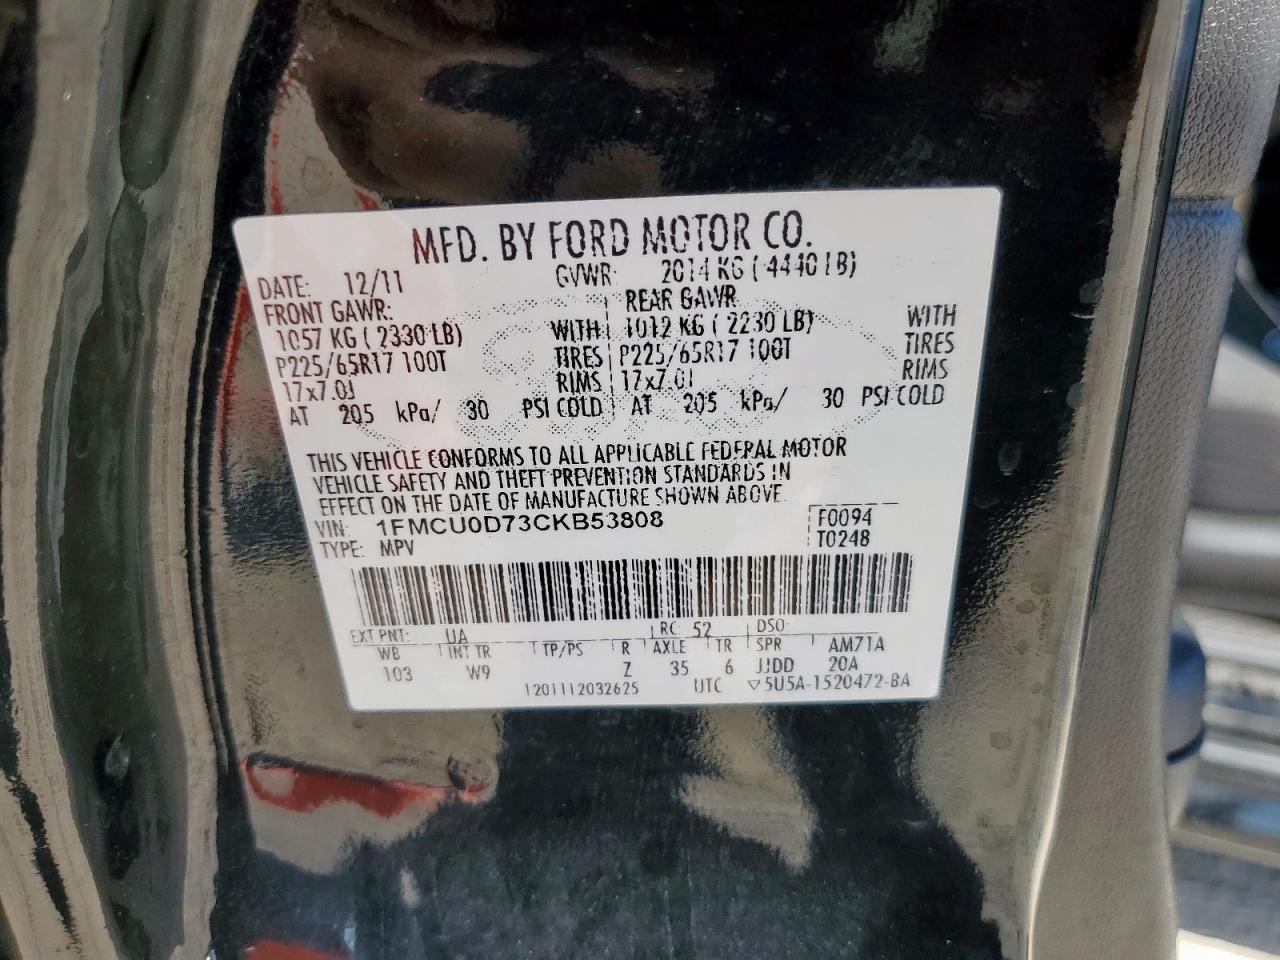 MFD. BY FORD MOTOR CO.
DATE: 12/11 GVWR: 2014 KG ( 4440 LB)
FRONT GAWR: REAR GAWR
1057 KG ( 2330 LB) WITH 1012 KG ( 2230 LB) WITH
P225/65R17 100T TIRES P225/65R17 100T TIRES
17x7.0J RIMS 17x7.0J RIMS
AT 205 kPa/ 30 PSI COLD AT 205 kPa/ 30 PSI COLD
THIS VEHICLE CONFORMS TO ALL APPLICABLE FEDERAL MOTOR
VEHICLE SAFETY AND THEFT PREVENTION STANDARDS IN
EFFECT ON THE DATE OF MANUFACTURE SHOWN ABOVE.
VIN: 1FMCU0D73CKB53808 F0094
TYPE: MPV T0248
EXT PNT: UA RC: 52 DSO:
WB INT TR TP/PS R AXLE TR SPR AM71A
103 W9 Z 35 6 JJDD 20A
1201112032625 UTC ▽5U5A-1520472-BA